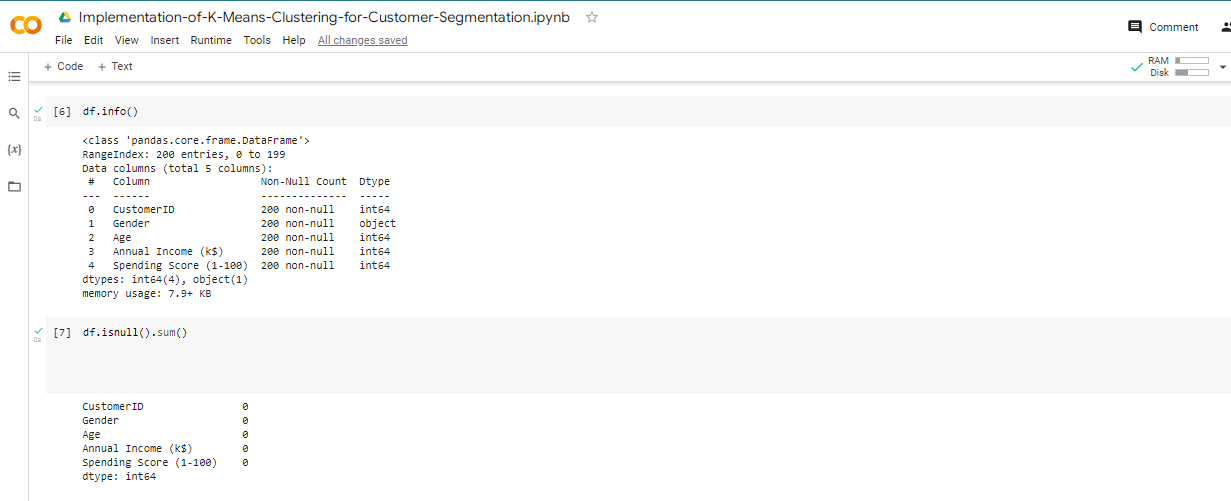 Implementation-of-K-Means-Clustering-for-Customer-Segmentation.ipynb
File Edit View Insert Runtime Tools Help All changes saved
Comment
+ Code + Text
RAM
Disk
[6] df.info()
0s
<class 'pandas.core.frame.DataFrame'>
RangeIndex: 200 entries, 0 to 199
Data columns (total 5 columns):
# Column Non-Null Count Dtype
--- ------ -------------- -----
0 CustomerID 200 non-null int64
1 Gender 200 non-null object
2 Age 200 non-null int64
3 Annual Income (k$) 200 non-null int64
4 Spending Score (1-100) 200 non-null int64
dtypes: int64(4), object(1)
memory usage: 7.9+ KB
[7] df.isnull().sum()
0s
CustomerID 0
Gender 0
Age 0
Annual Income (k$) 0
Spending Score (1-100) 0
dtype: int64